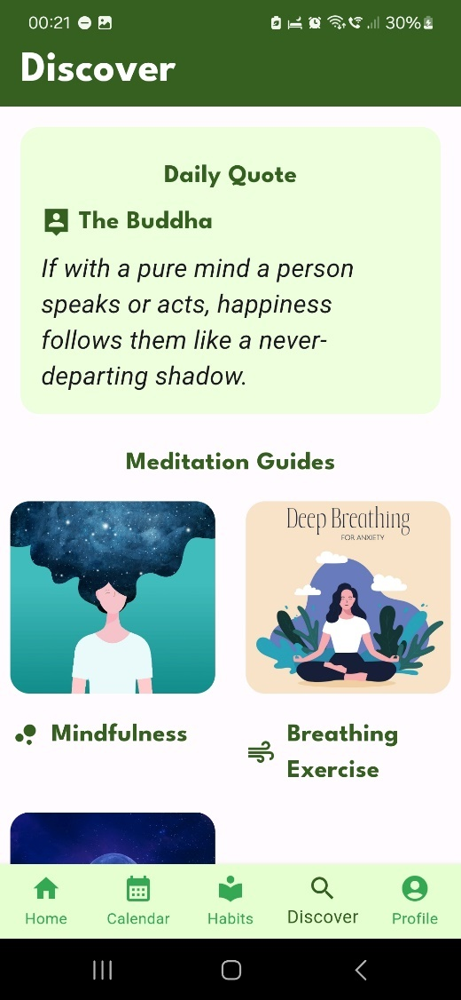 00:21
30%
Discover
Daily Quote
The Buddha
If with a pure mind a person
speaks or acts, happiness
follows them like a never-
departing shadow.
Meditation Guides
Deep Breathing
FOR ANXIETY
Mindfulness
Breathing
Exercise
Home Calendar Habits Discover Profile